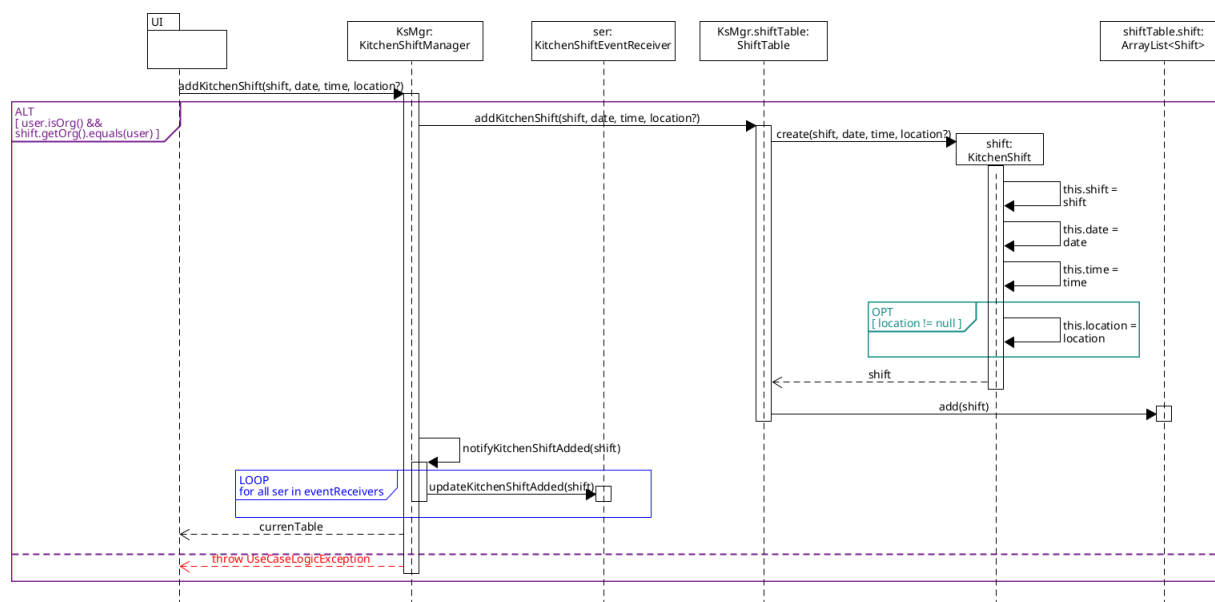 UI
KsMgr:
KitchenShiftManager
ser:
KitchenShiftEventReceiver
KsMgr.shiftTable:
ShiftTable
shiftTable.shift:
ArrayList<Shift>
addKitchenShift(shift, date, time, location?)
ALT
[ user.isOrg() &&
shift.getOrg().equals(user) ]
addKitchenShift(shift, date, time, location?)
create(shift, date, time, location?)
shift:
KitchenShift
this.shift =
shift
this.date =
date
this.time =
time
OPT
[ location != null ]
this.location =
location
shift
add(shift)
notifyKitchenShiftAdded(shift)
LOOP
for all ser in eventReceivers
updateKitchenShiftAdded(shift)
currenTable
throw UseCaseLogicException